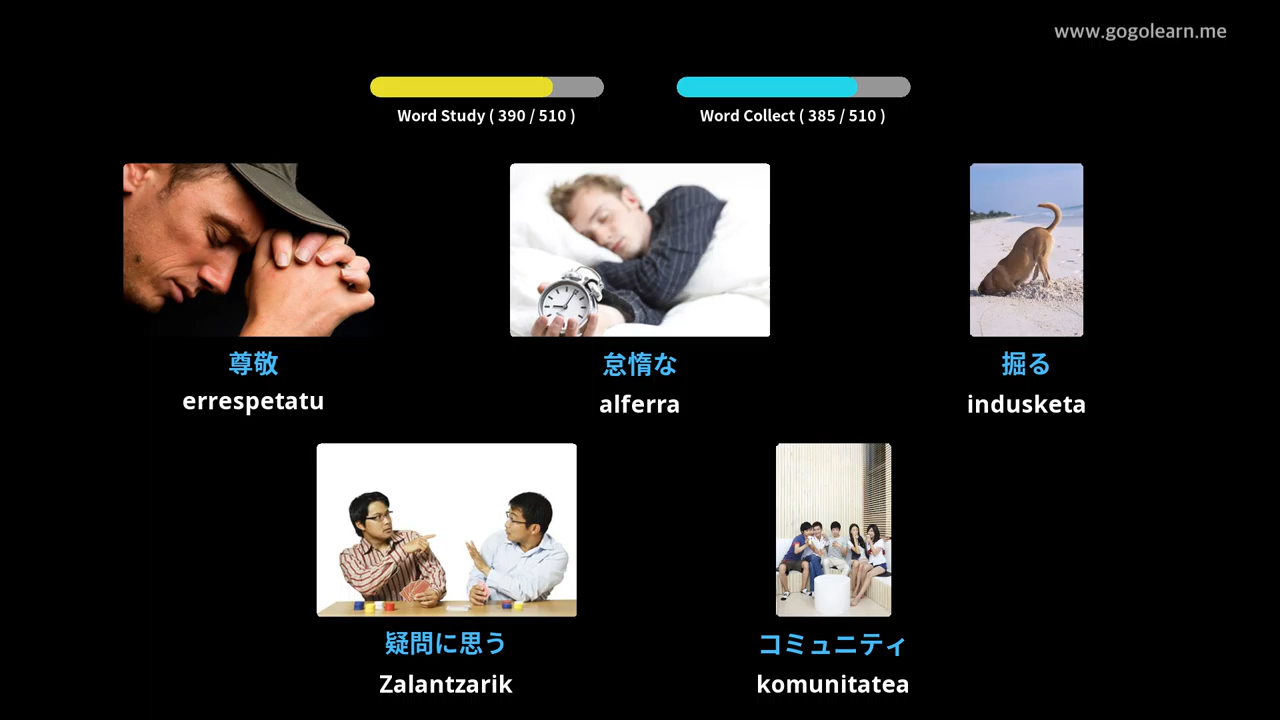 www.gogolearn.me
Word Study ( 390 / 510 )
Word Collect ( 385 / 510 )
尊敬
errespetatu
怠惰な
alferra
掘る
indusketa
疑問に思う
Zalantzarik
コミュニティ
komunitatea